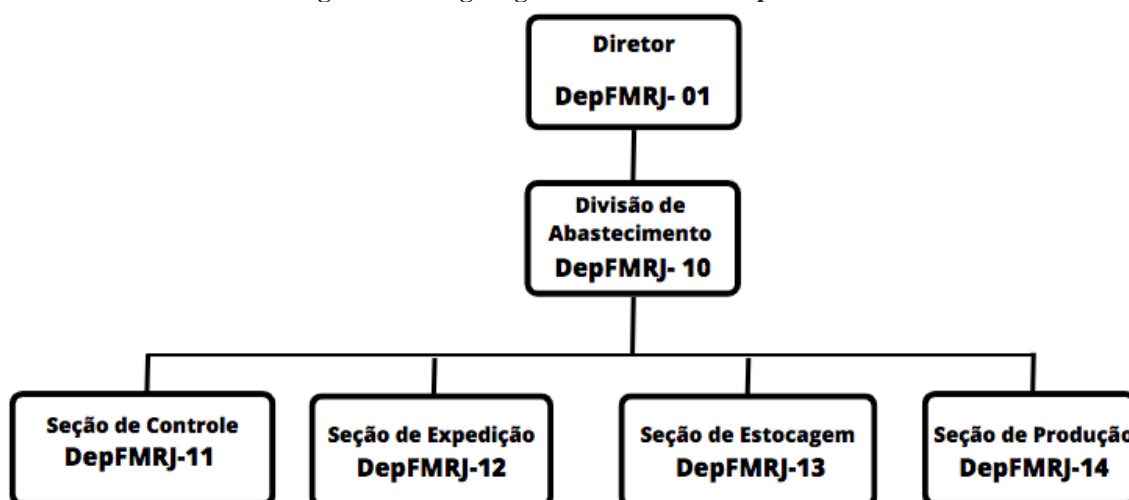 Diretor
DepFMRJ- 01
Divisão de
Abastecimento
DepFMRJ- 10
Seção de Controle
DepFMRJ-11
Seção de Expedição
DepFMRJ-12
Seção de Estocagem
DepFMRJ-13
Seção de Produção
DepFMRJ-14